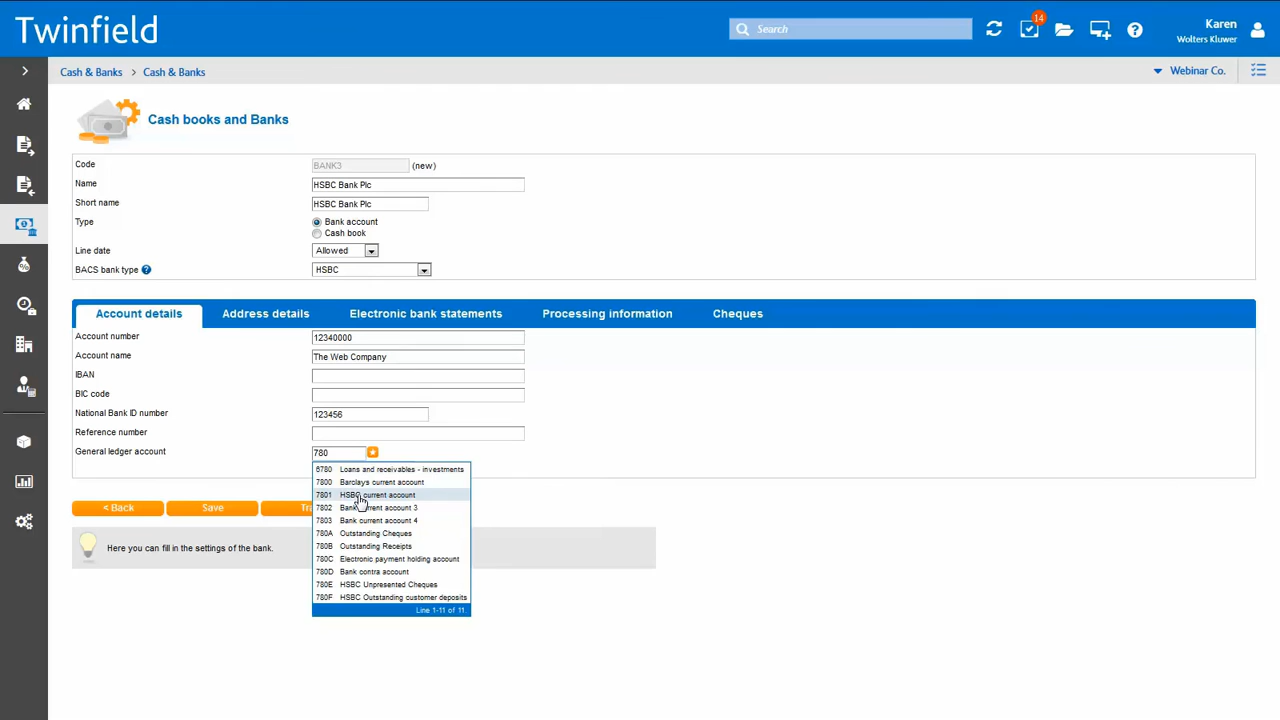 Twinfield
Search
14
Karen
Wolters Kluwer
Cash & Banks › Cash & Banks
Webinar Co.
Cash books and Banks
Code BANK3 (new)
Name HSBC Bank Plc
Short name HSBC Bank Plc
Type Bank account
Cash book
Line date Allowed
BACS bank type HSBC
Account details Address details Electronic bank statements Processing information Cheques
Account number 12340000
Account name The Web Company
IBAN
BIC code
National Bank ID number 123456
Reference number
General ledger account 780
6780 Loans and receivables - investments
7800 Barclays current account
7801 HSBC current account
7802 Bank current account 3
7803 Bank current account 4
780A Outstanding Cheques
780B Outstanding Receipts
780C Electronic payment holding account
780D Bank contra account
780E HSBC Unpresented Cheques
780F HSBC Outstanding customer deposits
Line 1-11 of 11.
< Back Save
Here you can fill in the settings of the bank.